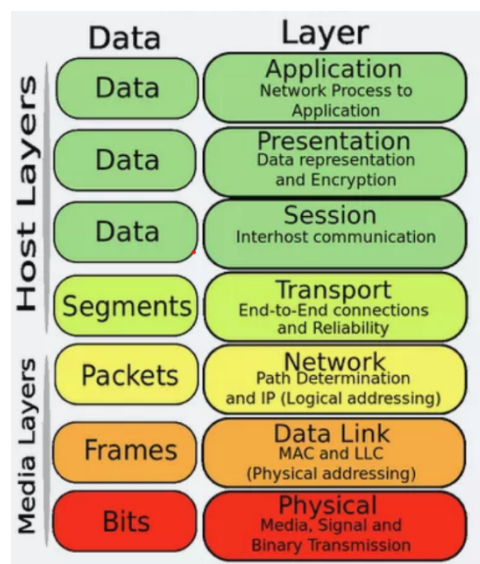 Data Layer
Host Layers
Data Application
Network Process to
Application
Data Presentation
Data representation
and Encryption
Data Session
Interhost communication
Segments Transport
End-to-End connections
and Reliability
Media Layers
Packets Network
Path Determination
and IP (Logical addressing)
Frames Data Link
MAC and LLC
(Physical addressing)
Bits Physical
Media, Signal and
Binary Transmission